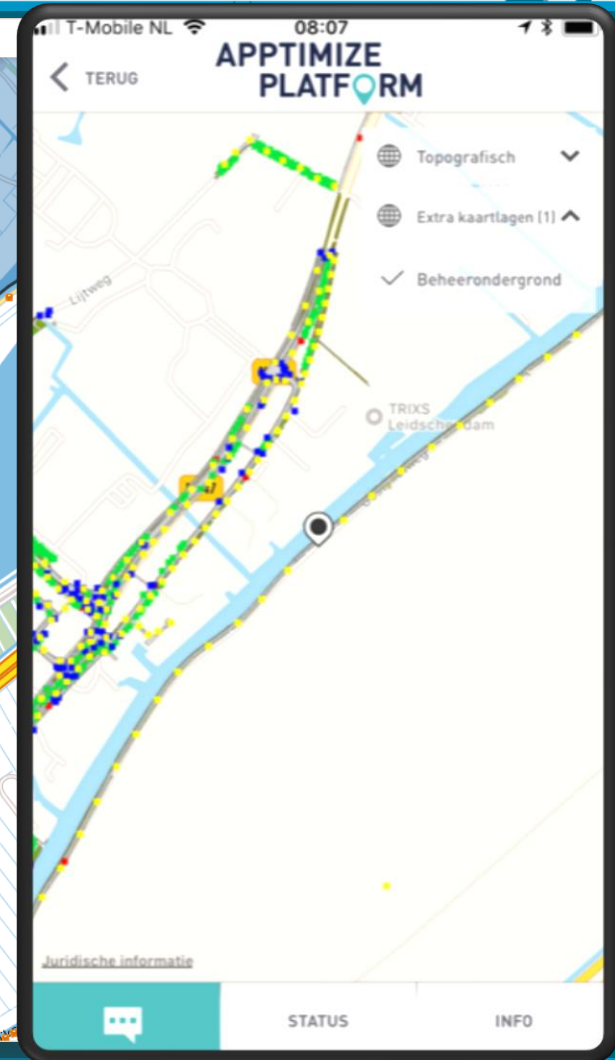 T-Mobile NL
08:07
TERUG
APPTIMIZE
PLATFORM
Topografisch
Extra kaartlagen (1)
Beheerondergrond
Lijtweg
TRIXS
Leidschendam
Juridische informatie
STATUS
INFO